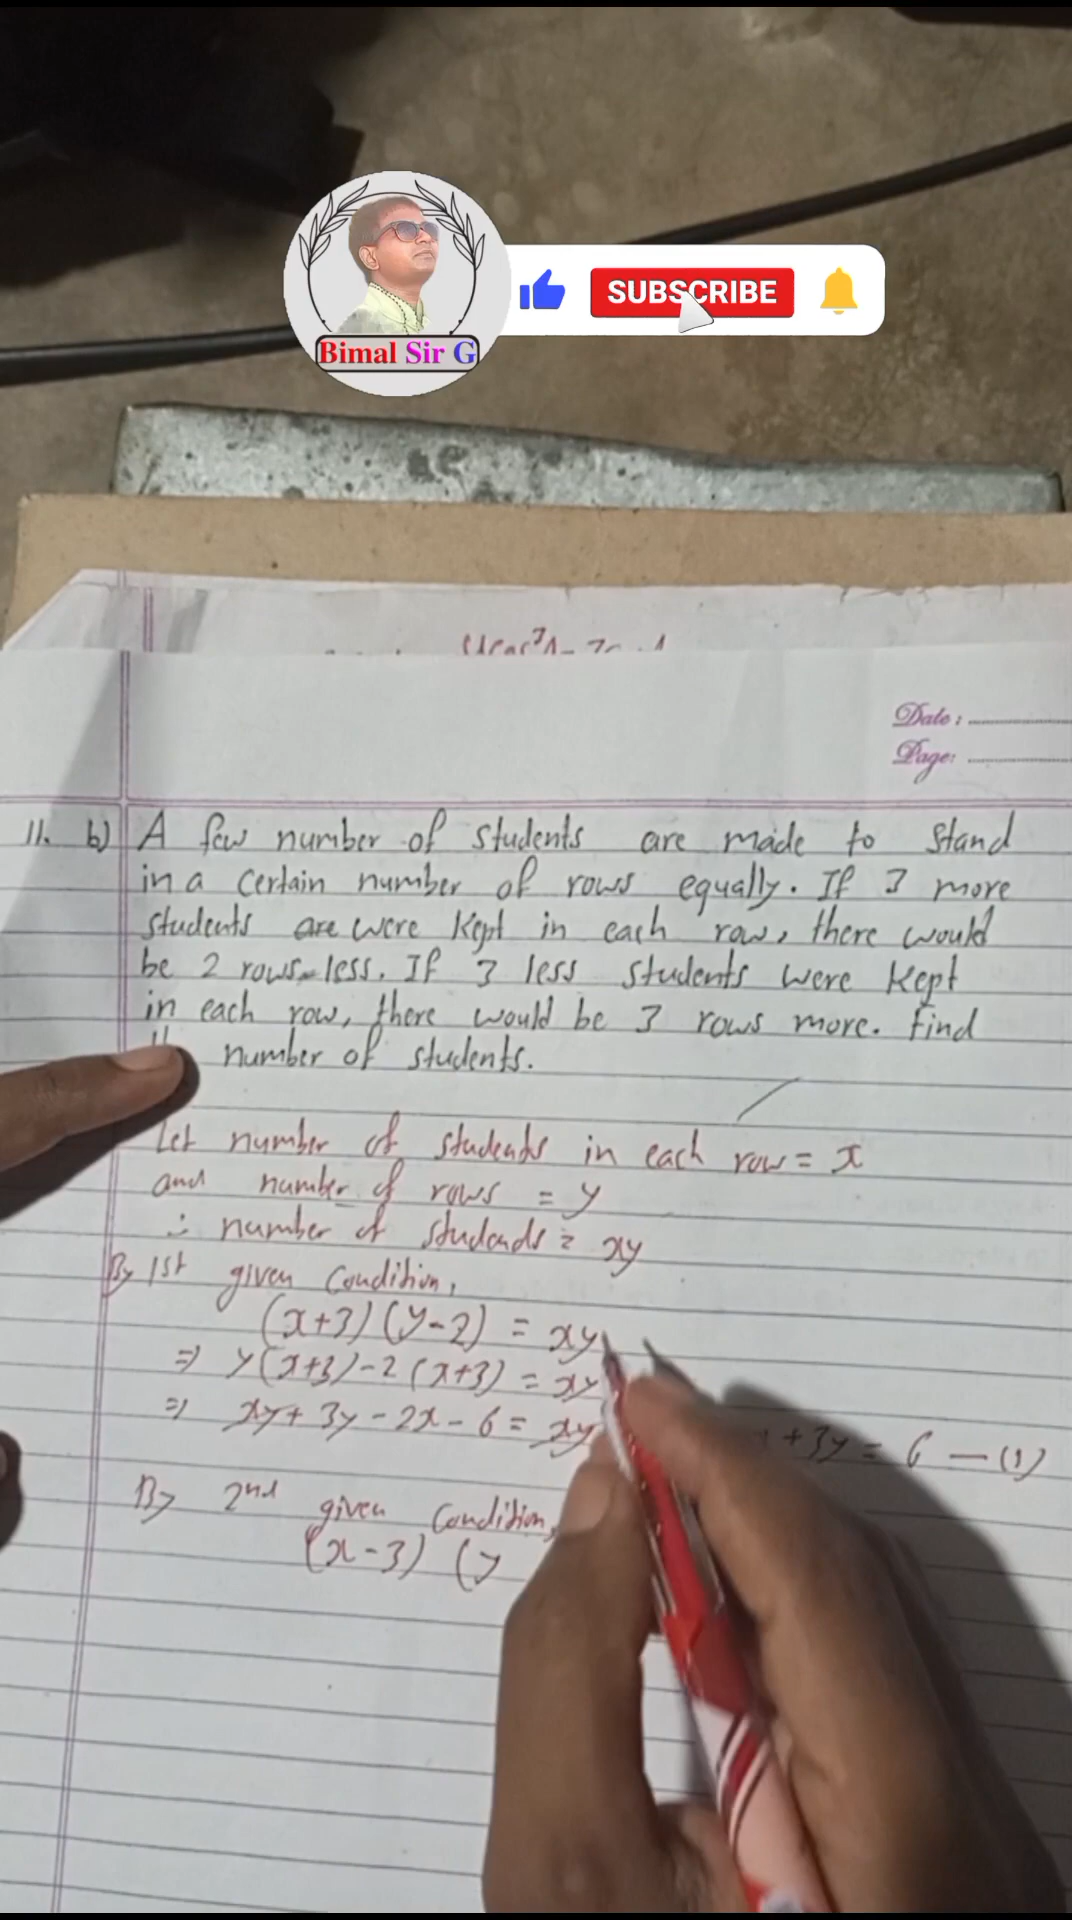 Bimal Sir G
SUBSCRIBE
Date :
Page:
11. b) A few number of students are made to stand
in a certain number of rows equally. If 3 more
students are were kept in each row, there would
be 2 rows less. If 3 less students were kept
in each row, there would be 3 rows more. Find
number of students.
Let number of students in each row = x
and number of rows = y
∴ number of students = xy
By 1st given condition,
(x+3) (y-2) = xy
⇒ y(x+3)-2(x+3) = xy
⇒ xy+3y-2x-6 = xy
+3y = 6 — (1)
By 2nd given condition,
(x-3) (y